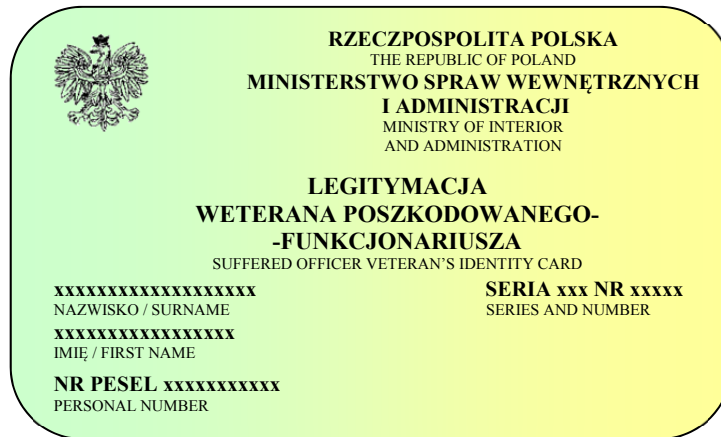 RZECZPOSPOLITA POLSKA
THE REPUBLIC OF POLAND
MINISTERSTWO SPRAW WEWNĘTRZNYCH
I ADMINISTRACJI
MINISTRY OF INTERIOR
AND ADMINISTRATION
LEGITYMACJA
WETERANA POSZKODOWANEGO-
-FUNKCJONARIUSZA
SUFFERED OFFICER VETERAN'S IDENTITY CARD
xxxxxxxxxxxxxxxxxxx SERIA xxx NR xxxxx
NAZWISKO / SURNAME SERIES AND NUMBER
xxxxxxxxxxxxxxxxx
IMIĘ / FIRST NAME
NR PESEL xxxxxxxxxxx
PERSONAL NUMBER